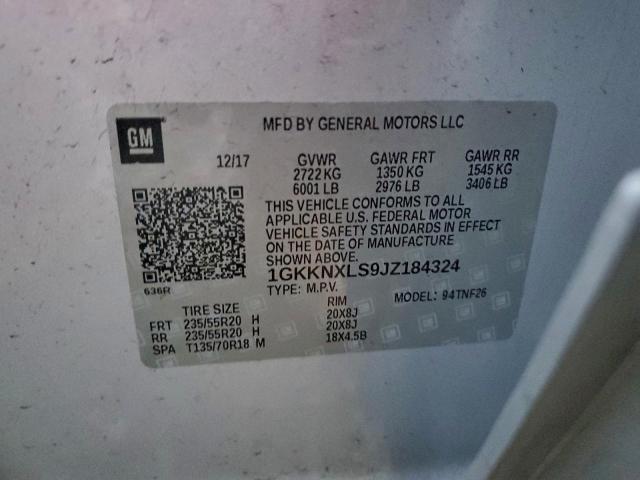 GM
MFD BY GENERAL MOTORS LLC
12/17 GVWR GAWR FRT GAWR RR
2722 KG 1350 KG 1545 KG
6001 LB 2976 LB 3406 LB
THIS VEHICLE CONFORMS TO ALL
APPLICABLE U.S. FEDERAL MOTOR
VEHICLE SAFETY STANDARDS IN EFFECT
ON THE DATE OF MANUFACTURE
SHOWN ABOVE.
636R
1GKKNXLS9JZ184324
TYPE: M.P.V. MODEL: 94TNF26
TIRE SIZE RIM
FRT 235/55R20 H 20X8J
RR 235/55R20 H 20X8J
SPA T135/70R18 M 18X4.5B